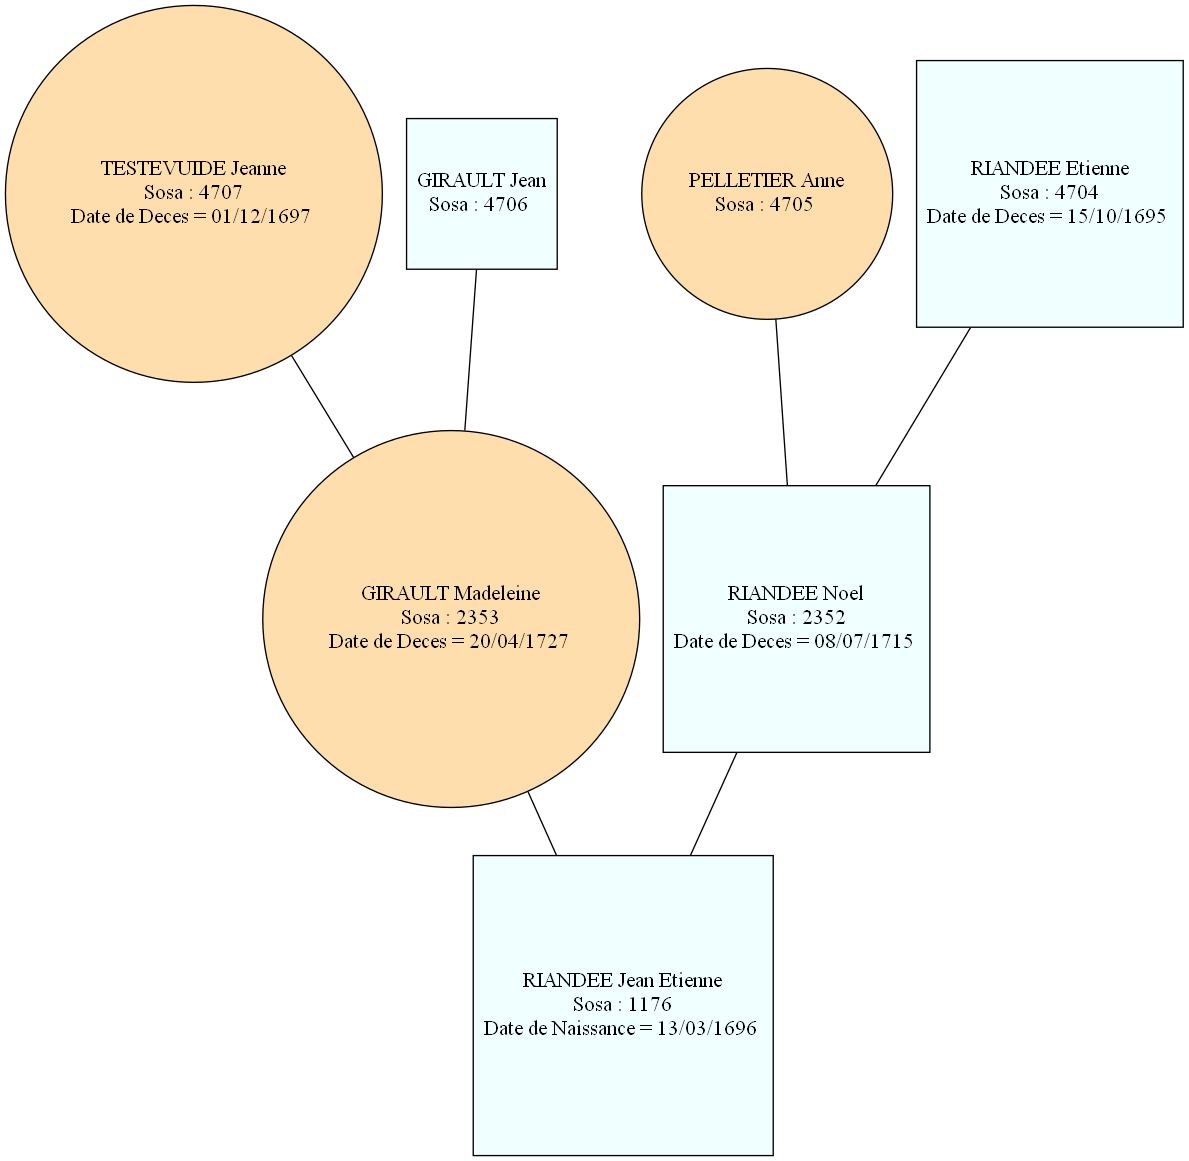 TESTEVUIDE Jeanne
Sosa : 4707
Date de Deces = 01/12/1697
GIRAULT Jean
Sosa : 4706
PELLETIER Anne
Sosa : 4705
RIANDEE Etienne
Sosa : 4704
Date de Deces = 15/10/1695
GIRAULT Madeleine
Sosa : 2353
Date de Deces = 20/04/1727
RIANDEE Noel
Sosa : 2352
Date de Deces = 08/07/1715
RIANDEE Jean Etienne
Sosa : 1176
Date de Naissance = 13/03/1696